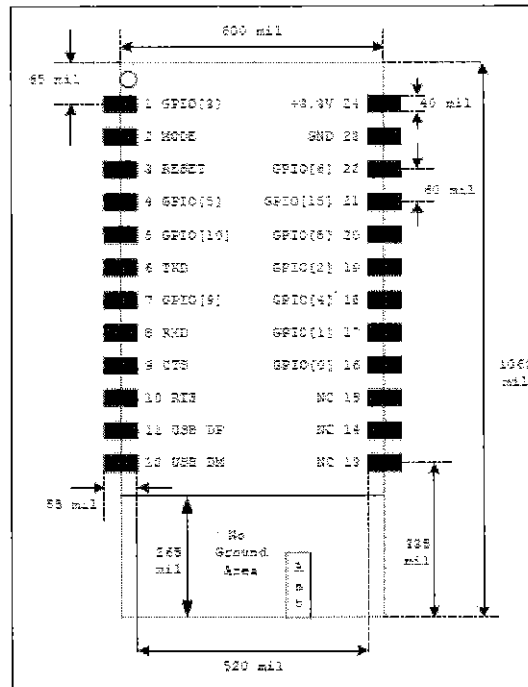 600 mil
65 mil
1 GPIO[3] +3.3V 24
40 mil
2 MODE GND 23
3 RESET GPIO[6] 22
60 mil
4 GPIO[5] GPIO[15] 21
5 GPIO[10] GPIO[8] 20
6 TXD GPIO[2] 19
7 GPIO[9] GPIO[4] 18
8 RXD GPIO[1] 17
9 CTS GPIO[0] 16
1060
mil
10 RTS NC 15
11 USB DP NC 14
12 USB DM NC 13
mil
265
mil
No
Ground
Area
mil
520 mil